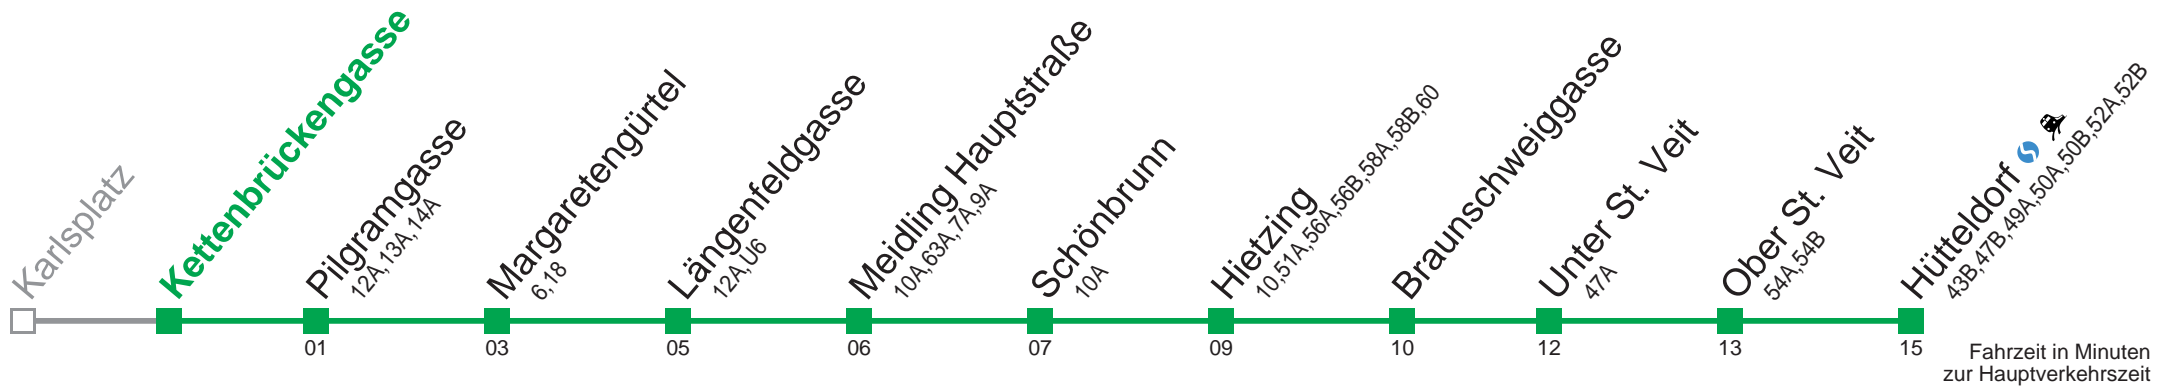 Karlsplatz
Kettenbrückengasse
Pilgramgasse
12A,13A,14A
Margaretengürtel
6,18
Längenfeldgasse
12A,U6
Meidling Hauptstraße
10A,63A,7A,9A
Schönbrunn
10A
Hietzing
10,51A,56A,56B,58A,58B,60
Braunschweiggasse
Unter St. Veit
47A
Ober St. Veit
54A,54B
Hütteldorf
43B,47B,49A,50A,50B,52A,52B
01 03 05 06 07 09 10 12 13 15
Fahrzeit in Minuten
zur Hauptverkehrszeit